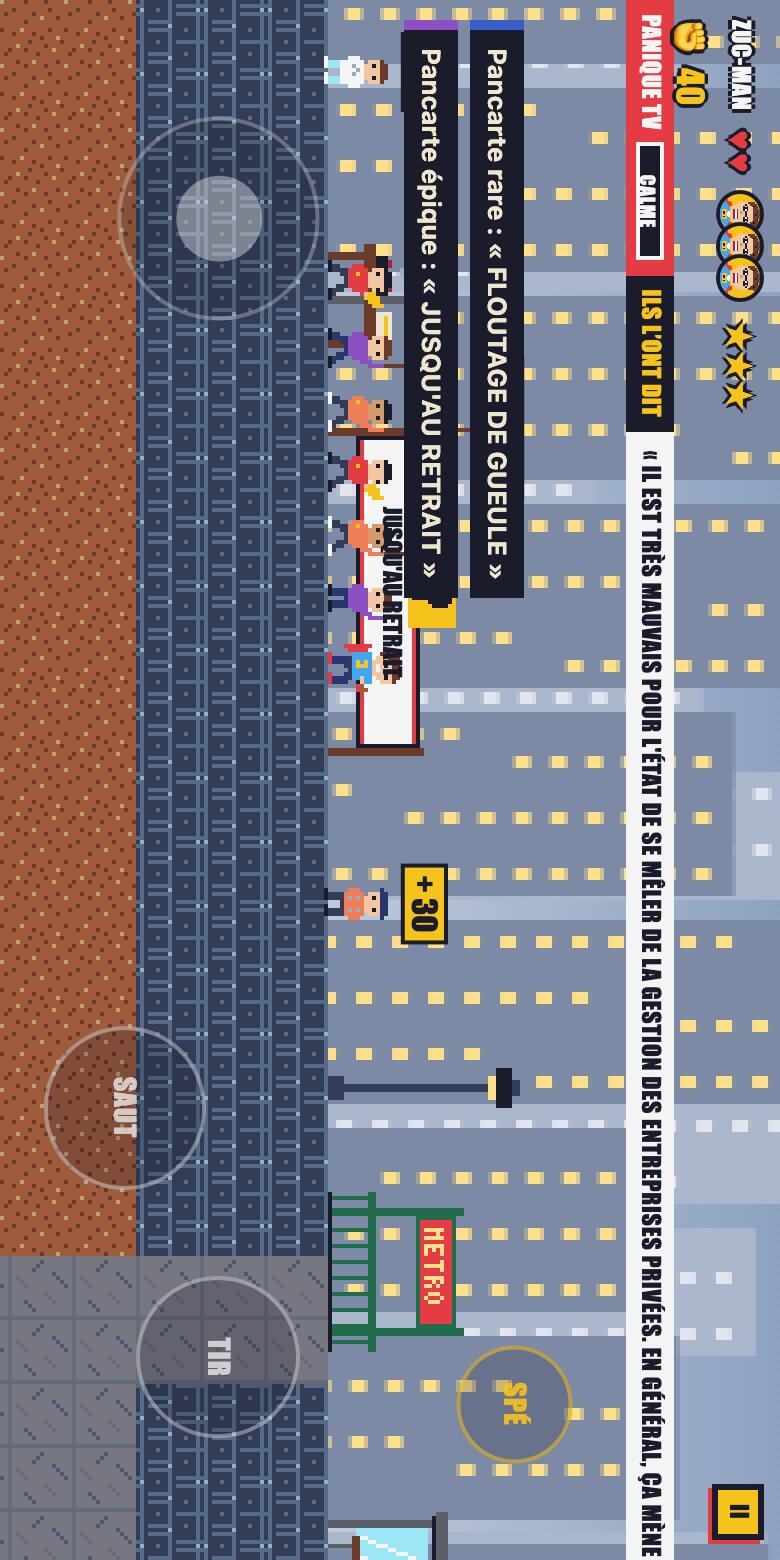 ZUC-MAN
40
PANIQUE TV
CALME
ILS L'ONT DIT
« IL EST TRÈS MAUVAIS POUR L'ÉTAT DE SE MÊLER DE LA GESTION DES ENTREPRISES PRIVÉES. EN GÉNÉRAL, ÇA MÈNE
Pancarte rare : « FLOUTAGE DE GUEULE »
Pancarte épique : « JUSQU'AU RETRAIT »
JUSQU'AU RETRAIT
+30
METRO
SPÉ
SAUT
TIR